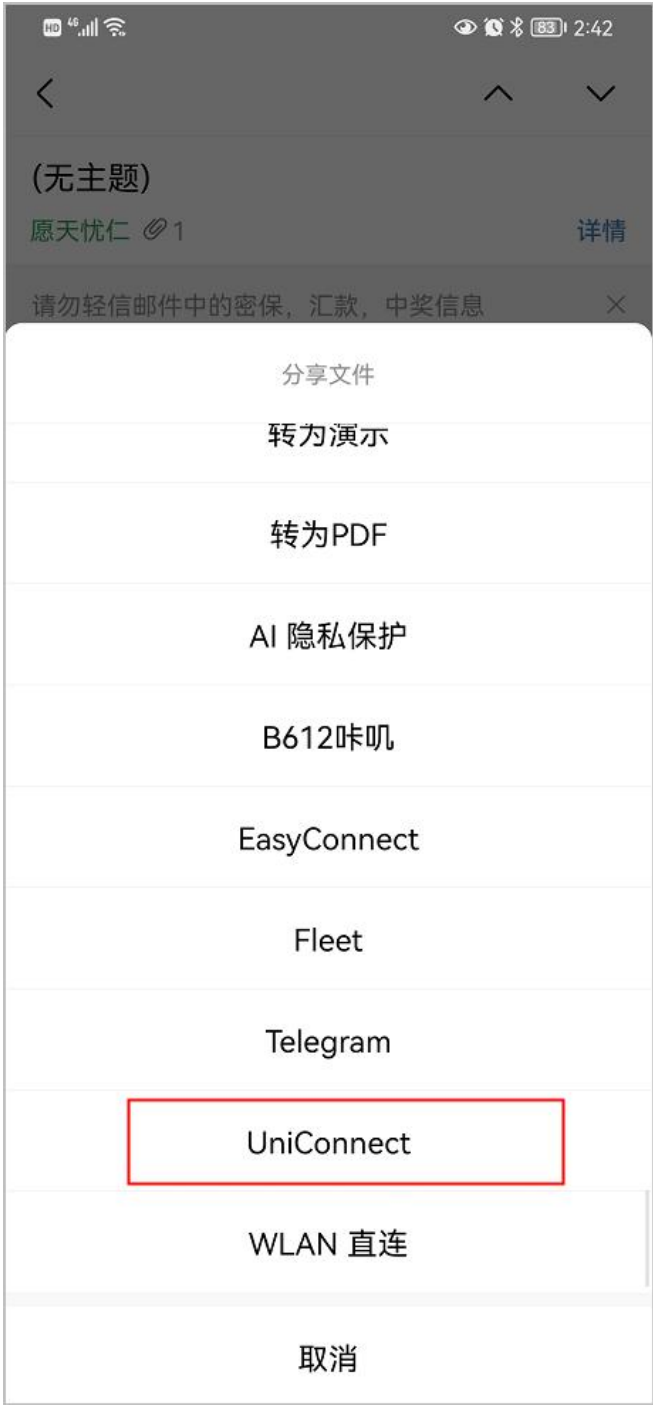 HD 4G 83 2:42
(无主题)
愿天忧仁 1 详情
请勿轻信邮件中的密保，汇款，中奖信息
分享文件
转为演示
转为PDF
AI 隐私保护
B612咔叽
EasyConnect
Fleet
Telegram
UniConnect
WLAN 直连
取消